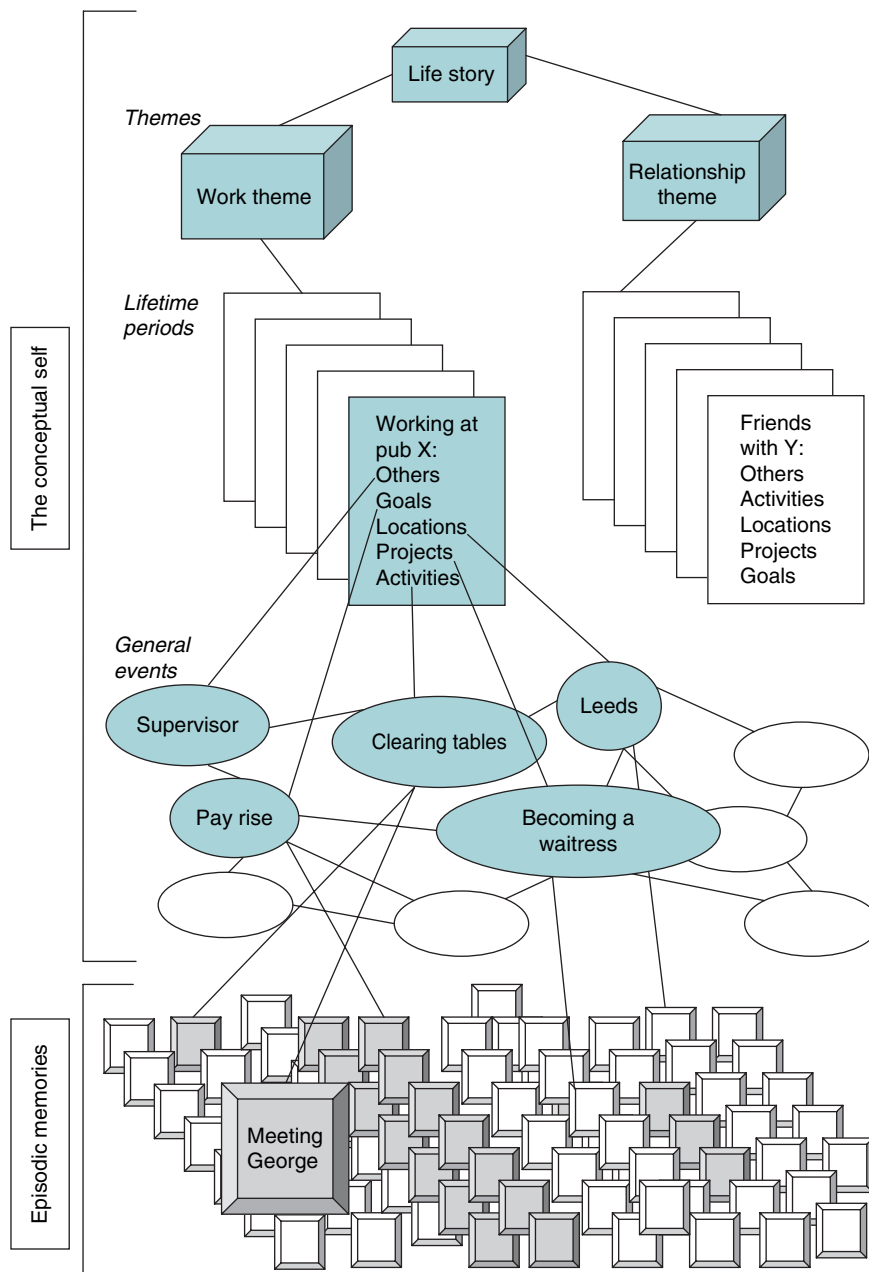 Life story
Themes
Work theme
Relationship
theme
Lifetime
periods
The conceptual self
Working at
pub X:
Others
Goals
Locations
Projects
Activities
Friends
with Y:
Others
Activities
Locations
Projects
Goals
General
events
Supervisor
Clearing tables
Leeds
Pay rise
Becoming a
waitress
Episodic memories
Meeting
George